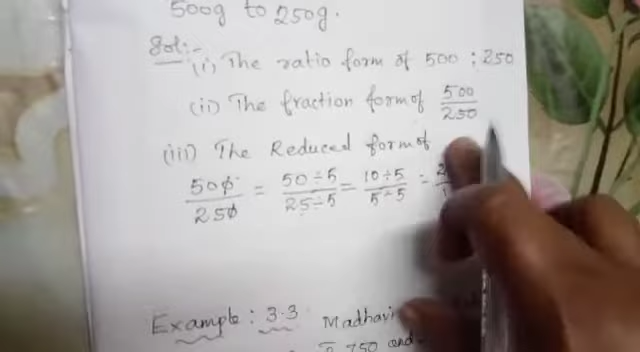 500g to 250g.
Sol:-
(i) The ratio form of 500 : 250
(ii) The fraction form of 500/250
(iii) The Reduced form of
500/250 = 50÷5/25÷5 = 10÷5/5÷5 = 2
Example : 3.3 Madhavi
750 and